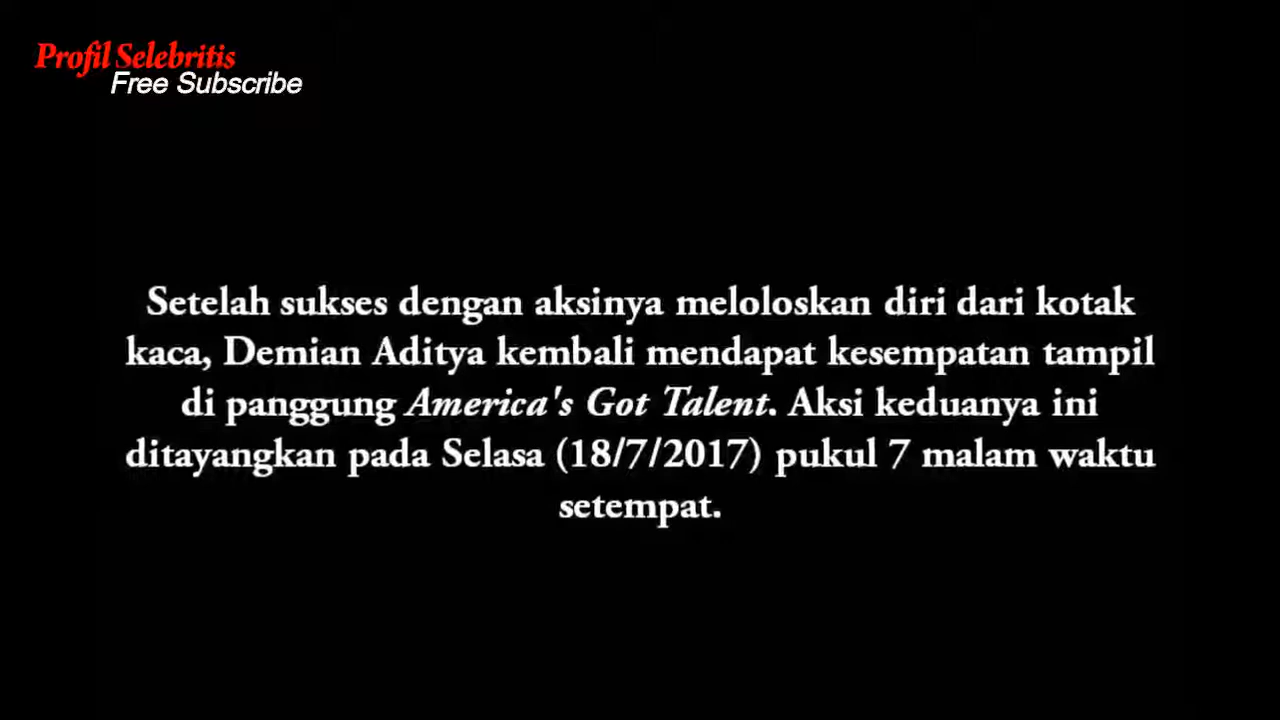 Profil Selebritis
Free Subscribe
Setelah sukses dengan aksinya meloloskan diri dari kotak
kaca, Demian Aditya kembali mendapat kesempatan tampil
di panggung America's Got Talent. Aksi keduanya ini
ditayangkan pada Selasa (18/7/2017) pukul 7 malam waktu
setempat.